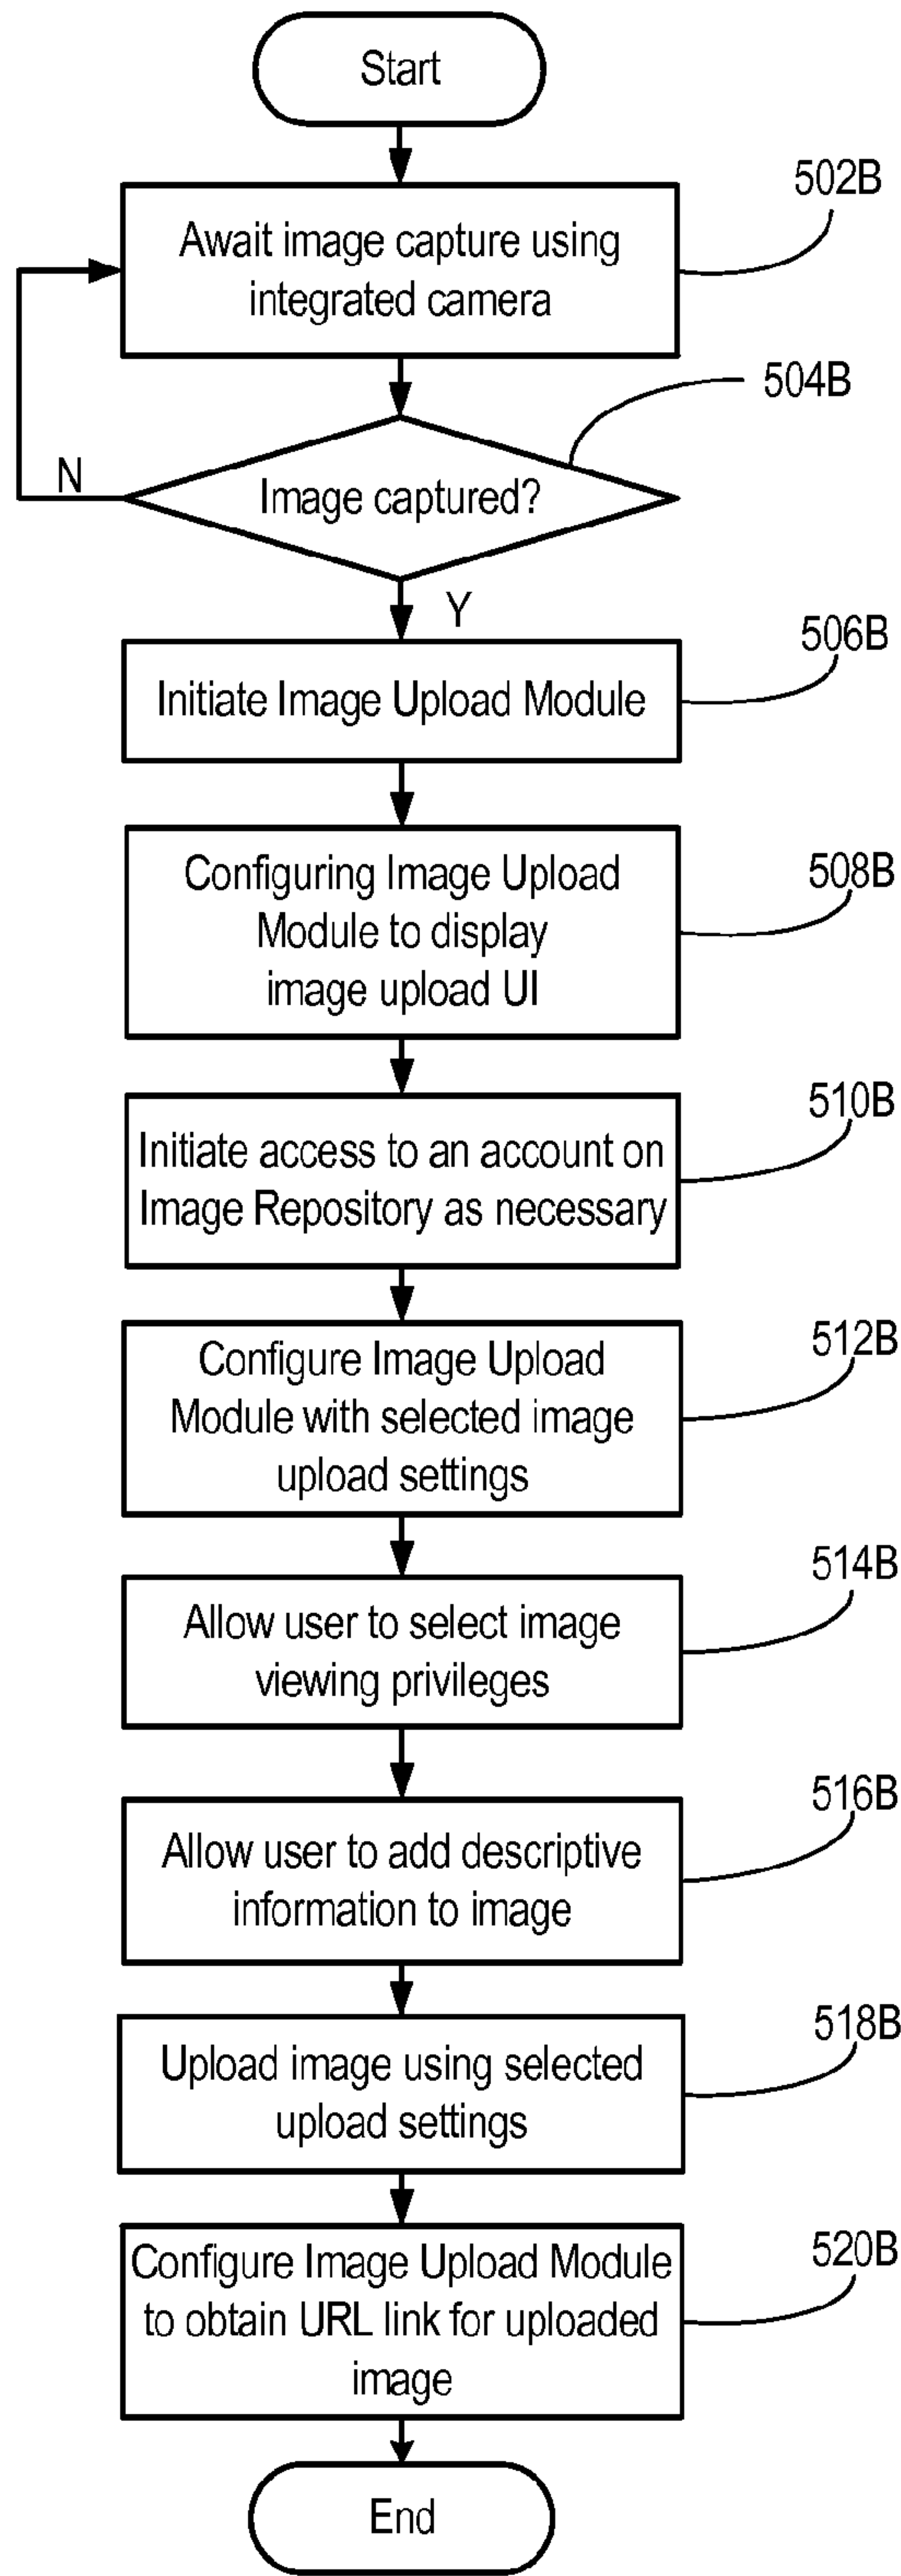 Start
502B
Await image capture using
integrated camera
504B
N
Image captured?
Y
506B
Initiate Image Upload Module
508B
Configuring Image Upload
Module to display
image upload UI
510B
Initiate access to an account on
Image Repository as necessary
512B
Configure Image Upload
Module with selected image
upload settings
514B
Allow user to select image
viewing privileges
516B
Allow user to add descriptive
information to image
518B
Upload image using selected
upload settings
520B
Configure Image Upload Module
to obtain URL link for uploaded
image
End